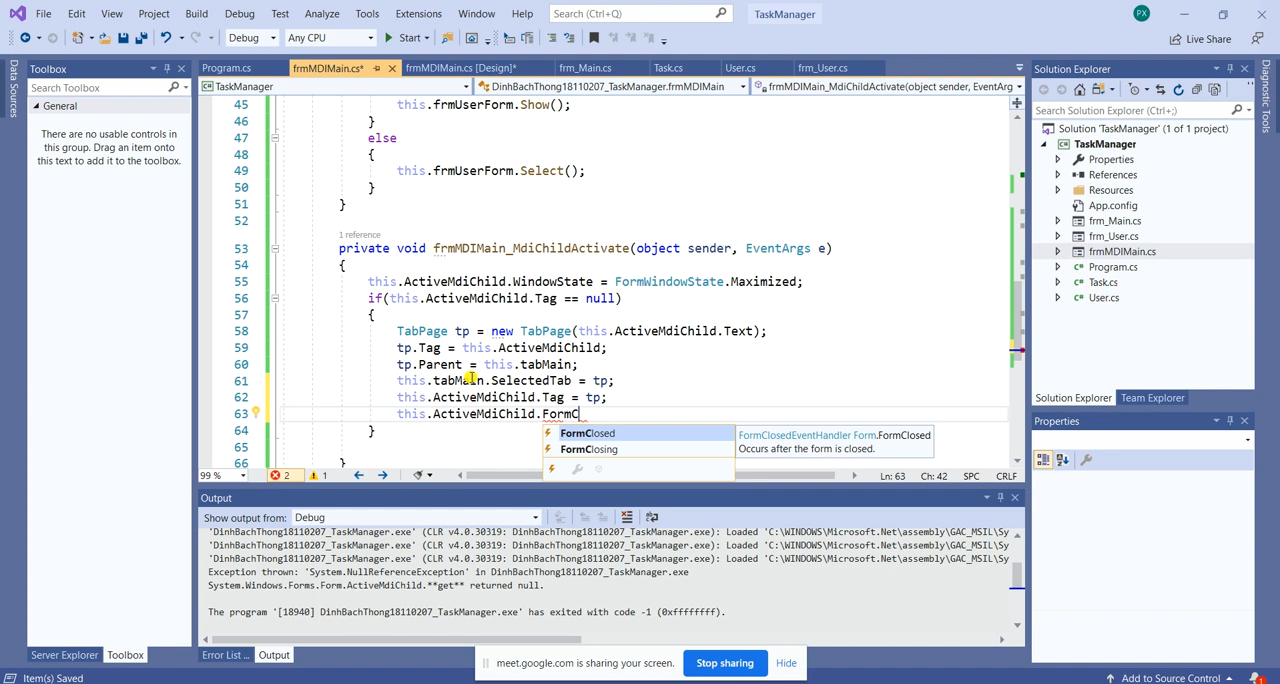 File Edit View Project Build Debug Test Analyze Tools Extensions Window Help Search (Ctrl+Q) TaskManager PX
Debug Any CPU Start Live Share
Data Sources
Toolbox
Search Toolbox
General
There are no usable controls in
this group. Drag an item onto
this text to add it to the toolbox.
Server Explorer Toolbox
Program.cs frmMDIMain.cs* frmMDIMain.cs [Design]* frm_Main.cs Task.cs User.cs frm_User.cs
TaskManager DinhBachThong18110207_TaskManager.frmMDIMain frmMDIMain_MdiChildActivate(object sender, EventArg
45 this.frmUserForm.Show();
46 }
47 else
48 {
49 this.frmUserForm.Select();
50 }
51 }
52
1 reference
53 private void frmMDIMain_MdiChildActivate(object sender, EventArgs e)
54 {
55 this.ActiveMdiChild.WindowState = FormWindowState.Maximized;
56 if(this.ActiveMdiChild.Tag == null)
57 {
58 TabPage tp = new TabPage(this.ActiveMdiChild.Text);
59 tp.Tag = this.ActiveMdiChild;
60 tp.Parent = this.tabMain;
61 this.tabMain.SelectedTab = tp;
62 this.ActiveMdiChild.Tag = tp;
63 this.ActiveMdiChild.FormC
64 }
65 }
66
FormClosed
FormClosing
FormClosedEventHandler Form.FormClosed
Occurs after the form is closed.
99 % 2 1 Ln: 63 Ch: 42 SPC CRLF
Output
Show output from: Debug
'DinhBachThong18110207_TaskManager.exe' (CLR v4.0.30319: DinhBachThong18110207_TaskManager.exe): Loaded 'C:\WINDOWS\Microsoft.Net\assembly\GAC_MSIL\Sy
'DinhBachThong18110207_TaskManager.exe' (CLR v4.0.30319: DinhBachThong18110207_TaskManager.exe): Loaded 'C:\WINDOWS\Microsoft.Net\assembly\GAC_MSIL\Sy
'DinhBachThong18110207_TaskManager.exe' (CLR v4.0.30319: DinhBachThong18110207_TaskManager.exe): Loaded 'C:\WINDOWS\Microsoft.Net\assembly\GAC_MSIL\Sy
Exception thrown: 'System.NullReferenceException' in DinhBachThong18110207_TaskManager.exe
System.Windows.Forms.Form.ActiveMdiChild.**get** returned null.
The program '[18940] DinhBachThong18110207_TaskManager.exe' has exited with code -1 (0xffffffff).
Error List ... Output
Solution Explorer
Search Solution Explorer (Ctrl+;)
Solution 'TaskManager' (1 of 1 project)
TaskManager
Properties
References
Resources
App.config
frm_Main.cs
frm_User.cs
frmMDIMain.cs
Program.cs
Task.cs
User.cs
Solution Explorer Team Explorer
Properties
Diagnostic Tools
meet.google.com is sharing your screen. Stop sharing Hide
Item(s) Saved Add to Source Control 1